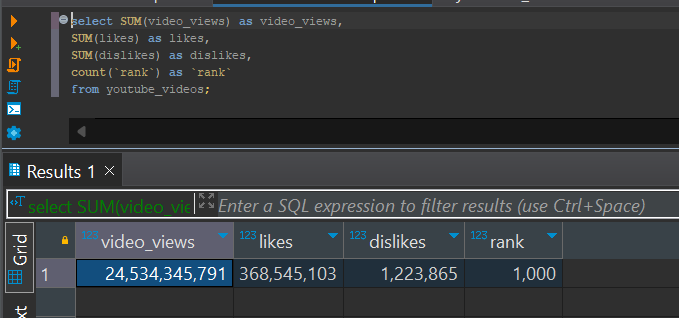 select SUM(video_views) as video_views,
SUM(likes) as likes,
SUM(dislikes) as dislikes,
count(`rank`) as `rank`
from youtube_videos;
Results 1
select SUM(video_vie Enter a SQL expression to filter results (use Ctrl+Space)
Grid
123 video_views 123 likes 123 dislikes 123 rank
1 24,534,345,791 368,545,103 1,223,865 1,000